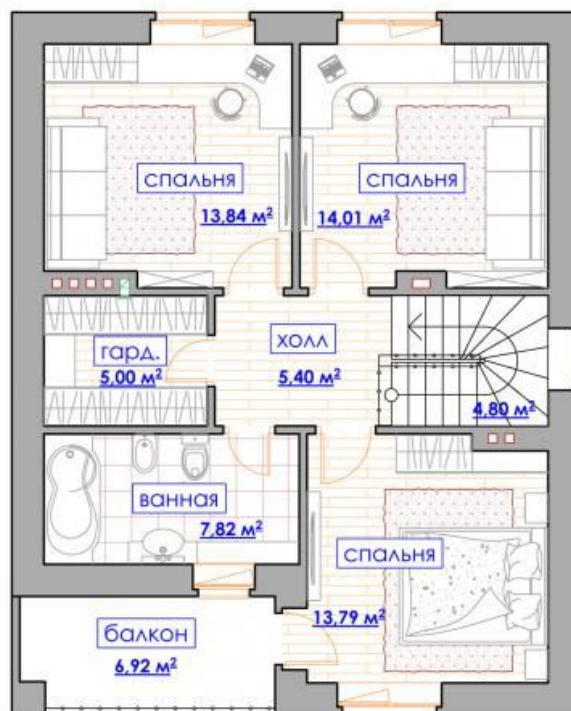 спальня
13,84 м²
спальня
14,01 м²
гард.
5,00 м²
холл
5,40 м²
4,80 м²
ванная
7,82 м²
спальня
13,79 м²
балкон
6,92 м²